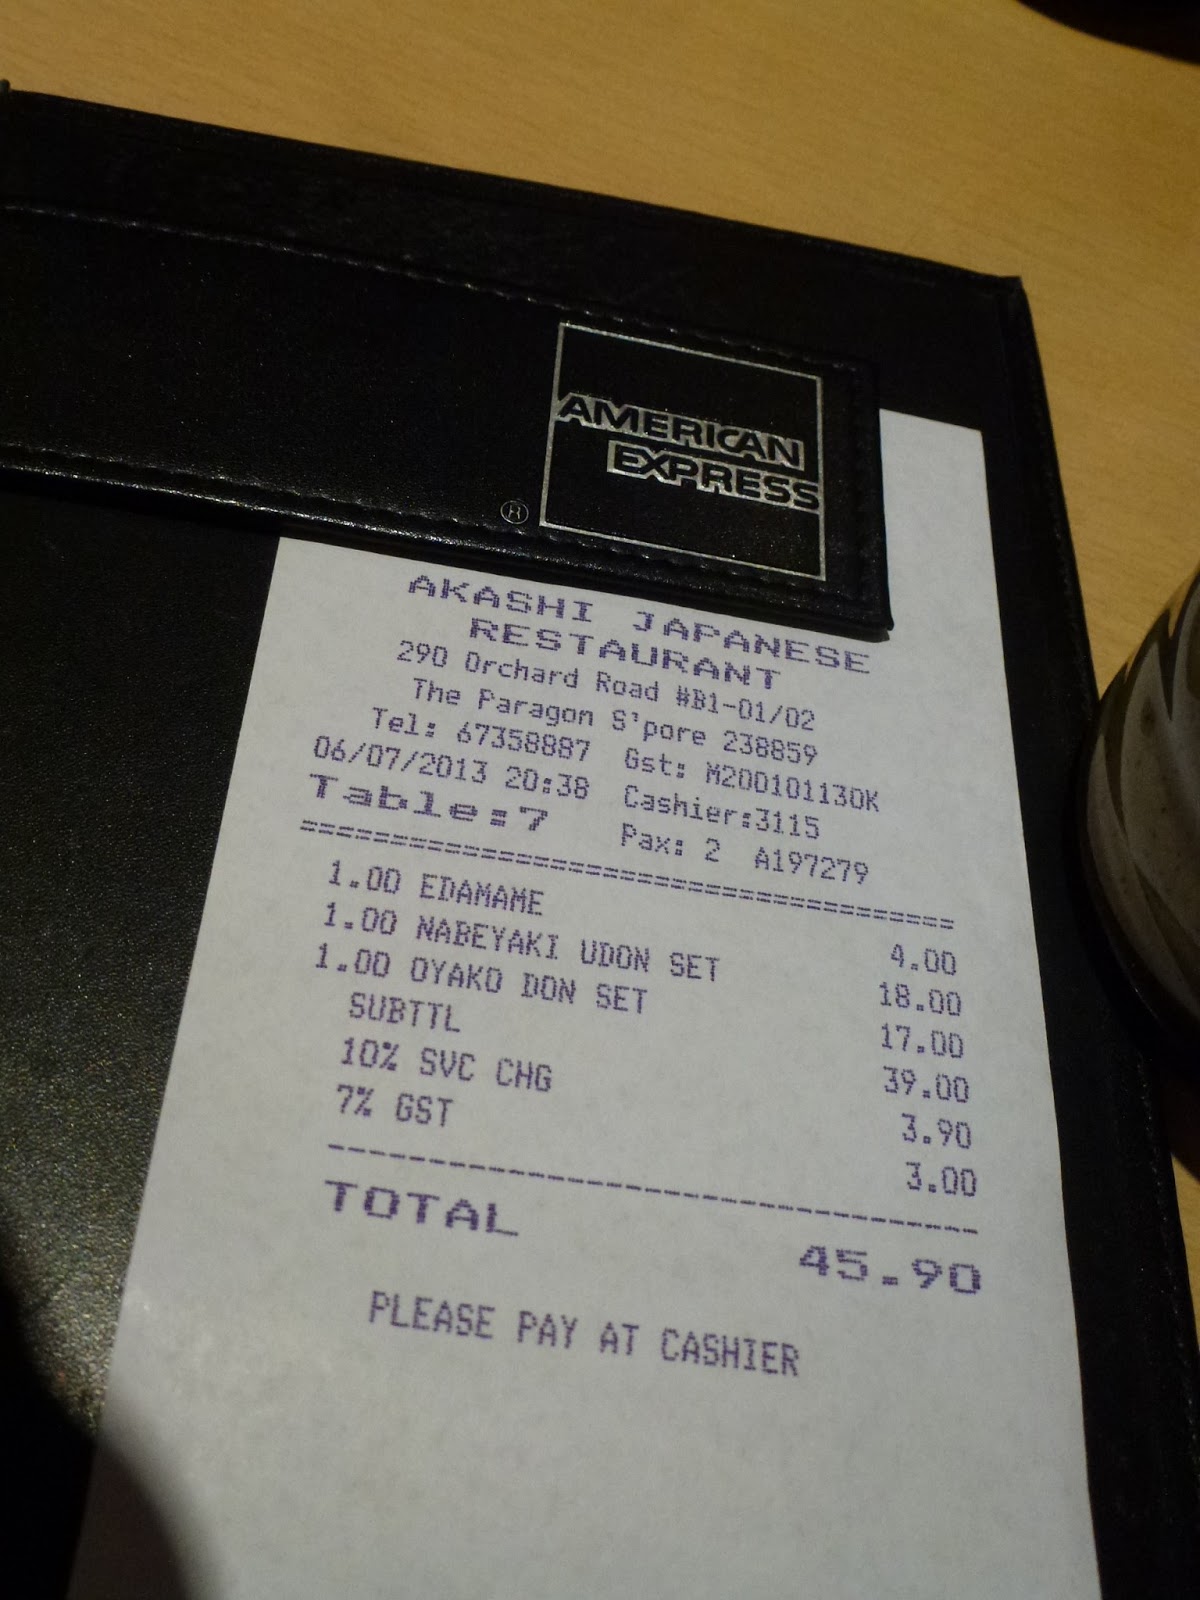 AMERICAN
EXPRESS
®
AKASHI JAPANESE
RESTAURANT
290 Orchard Road #B1-01/02
The Paragon S'pore 238859
Tel: 67358887 Gst: M200101130K
06/07/2013 20:38 Cashier:3115
Table:7 Pax: 2 A197279
======================================
1.00 EDAMAME 4.00
1.00 NABEYAKI UDON SET 18.00
1.00 OYAKO DON SET 17.00
SUBTTL 39.00
10% SVC CHG 3.90
7% GST 3.00
--------------------------------------
TOTAL 45.90
PLEASE PAY AT CASHIER